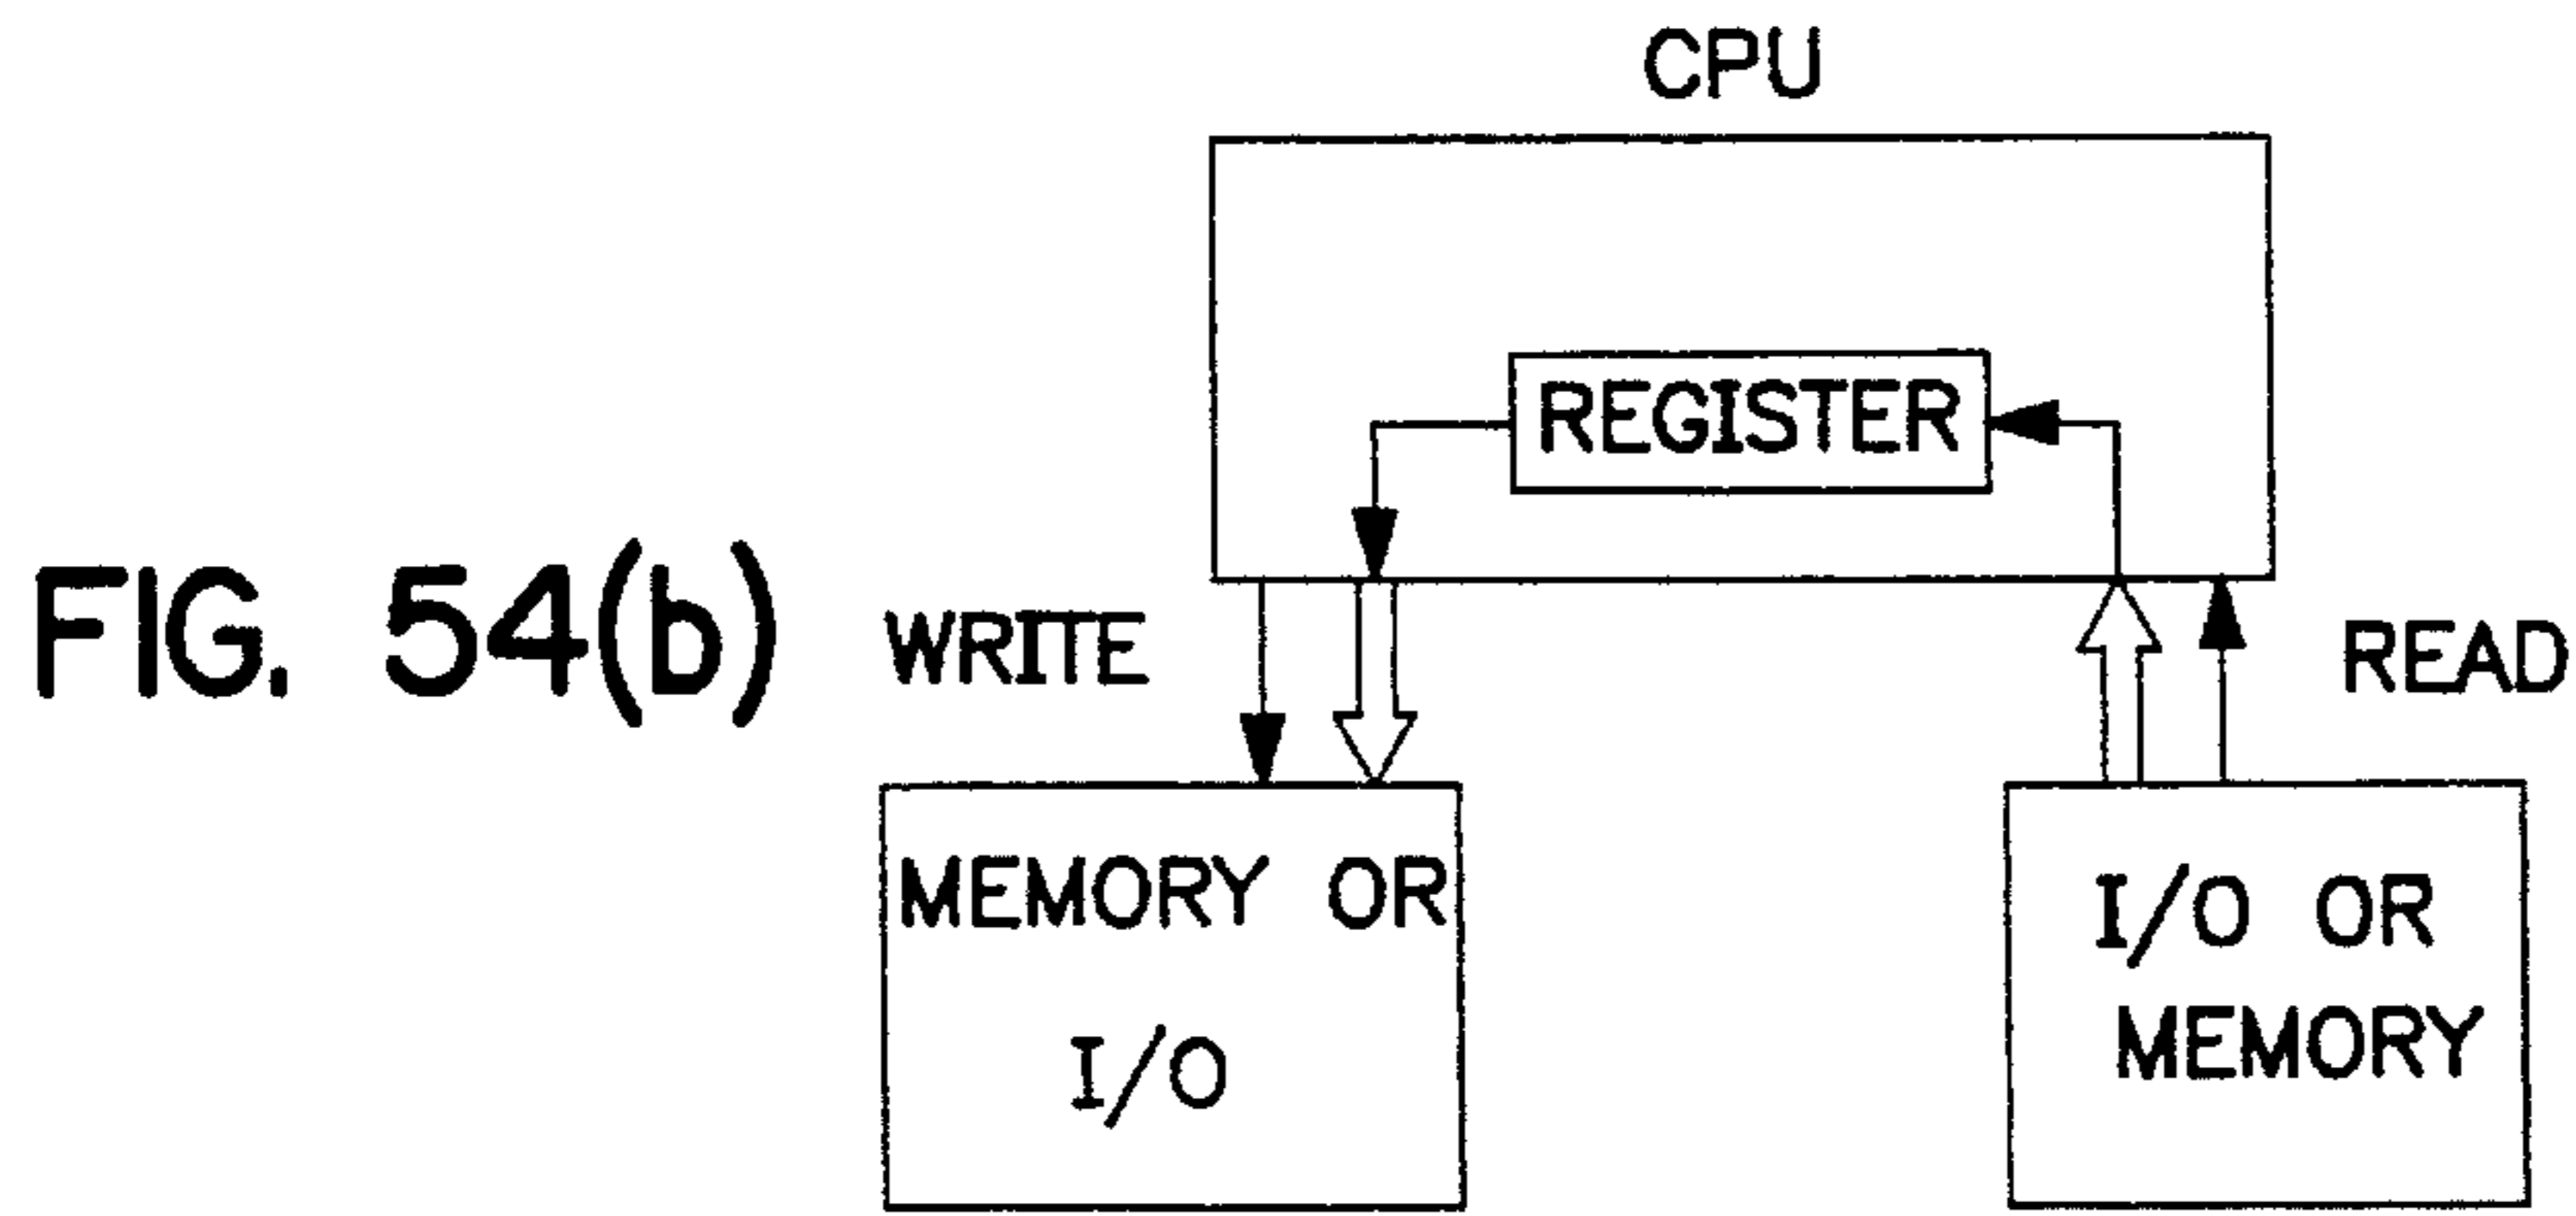 CPU
REGISTER
FIG. 54(b)
WRITE
READ
MEMORY OR
I/O
I/O OR
MEMORY